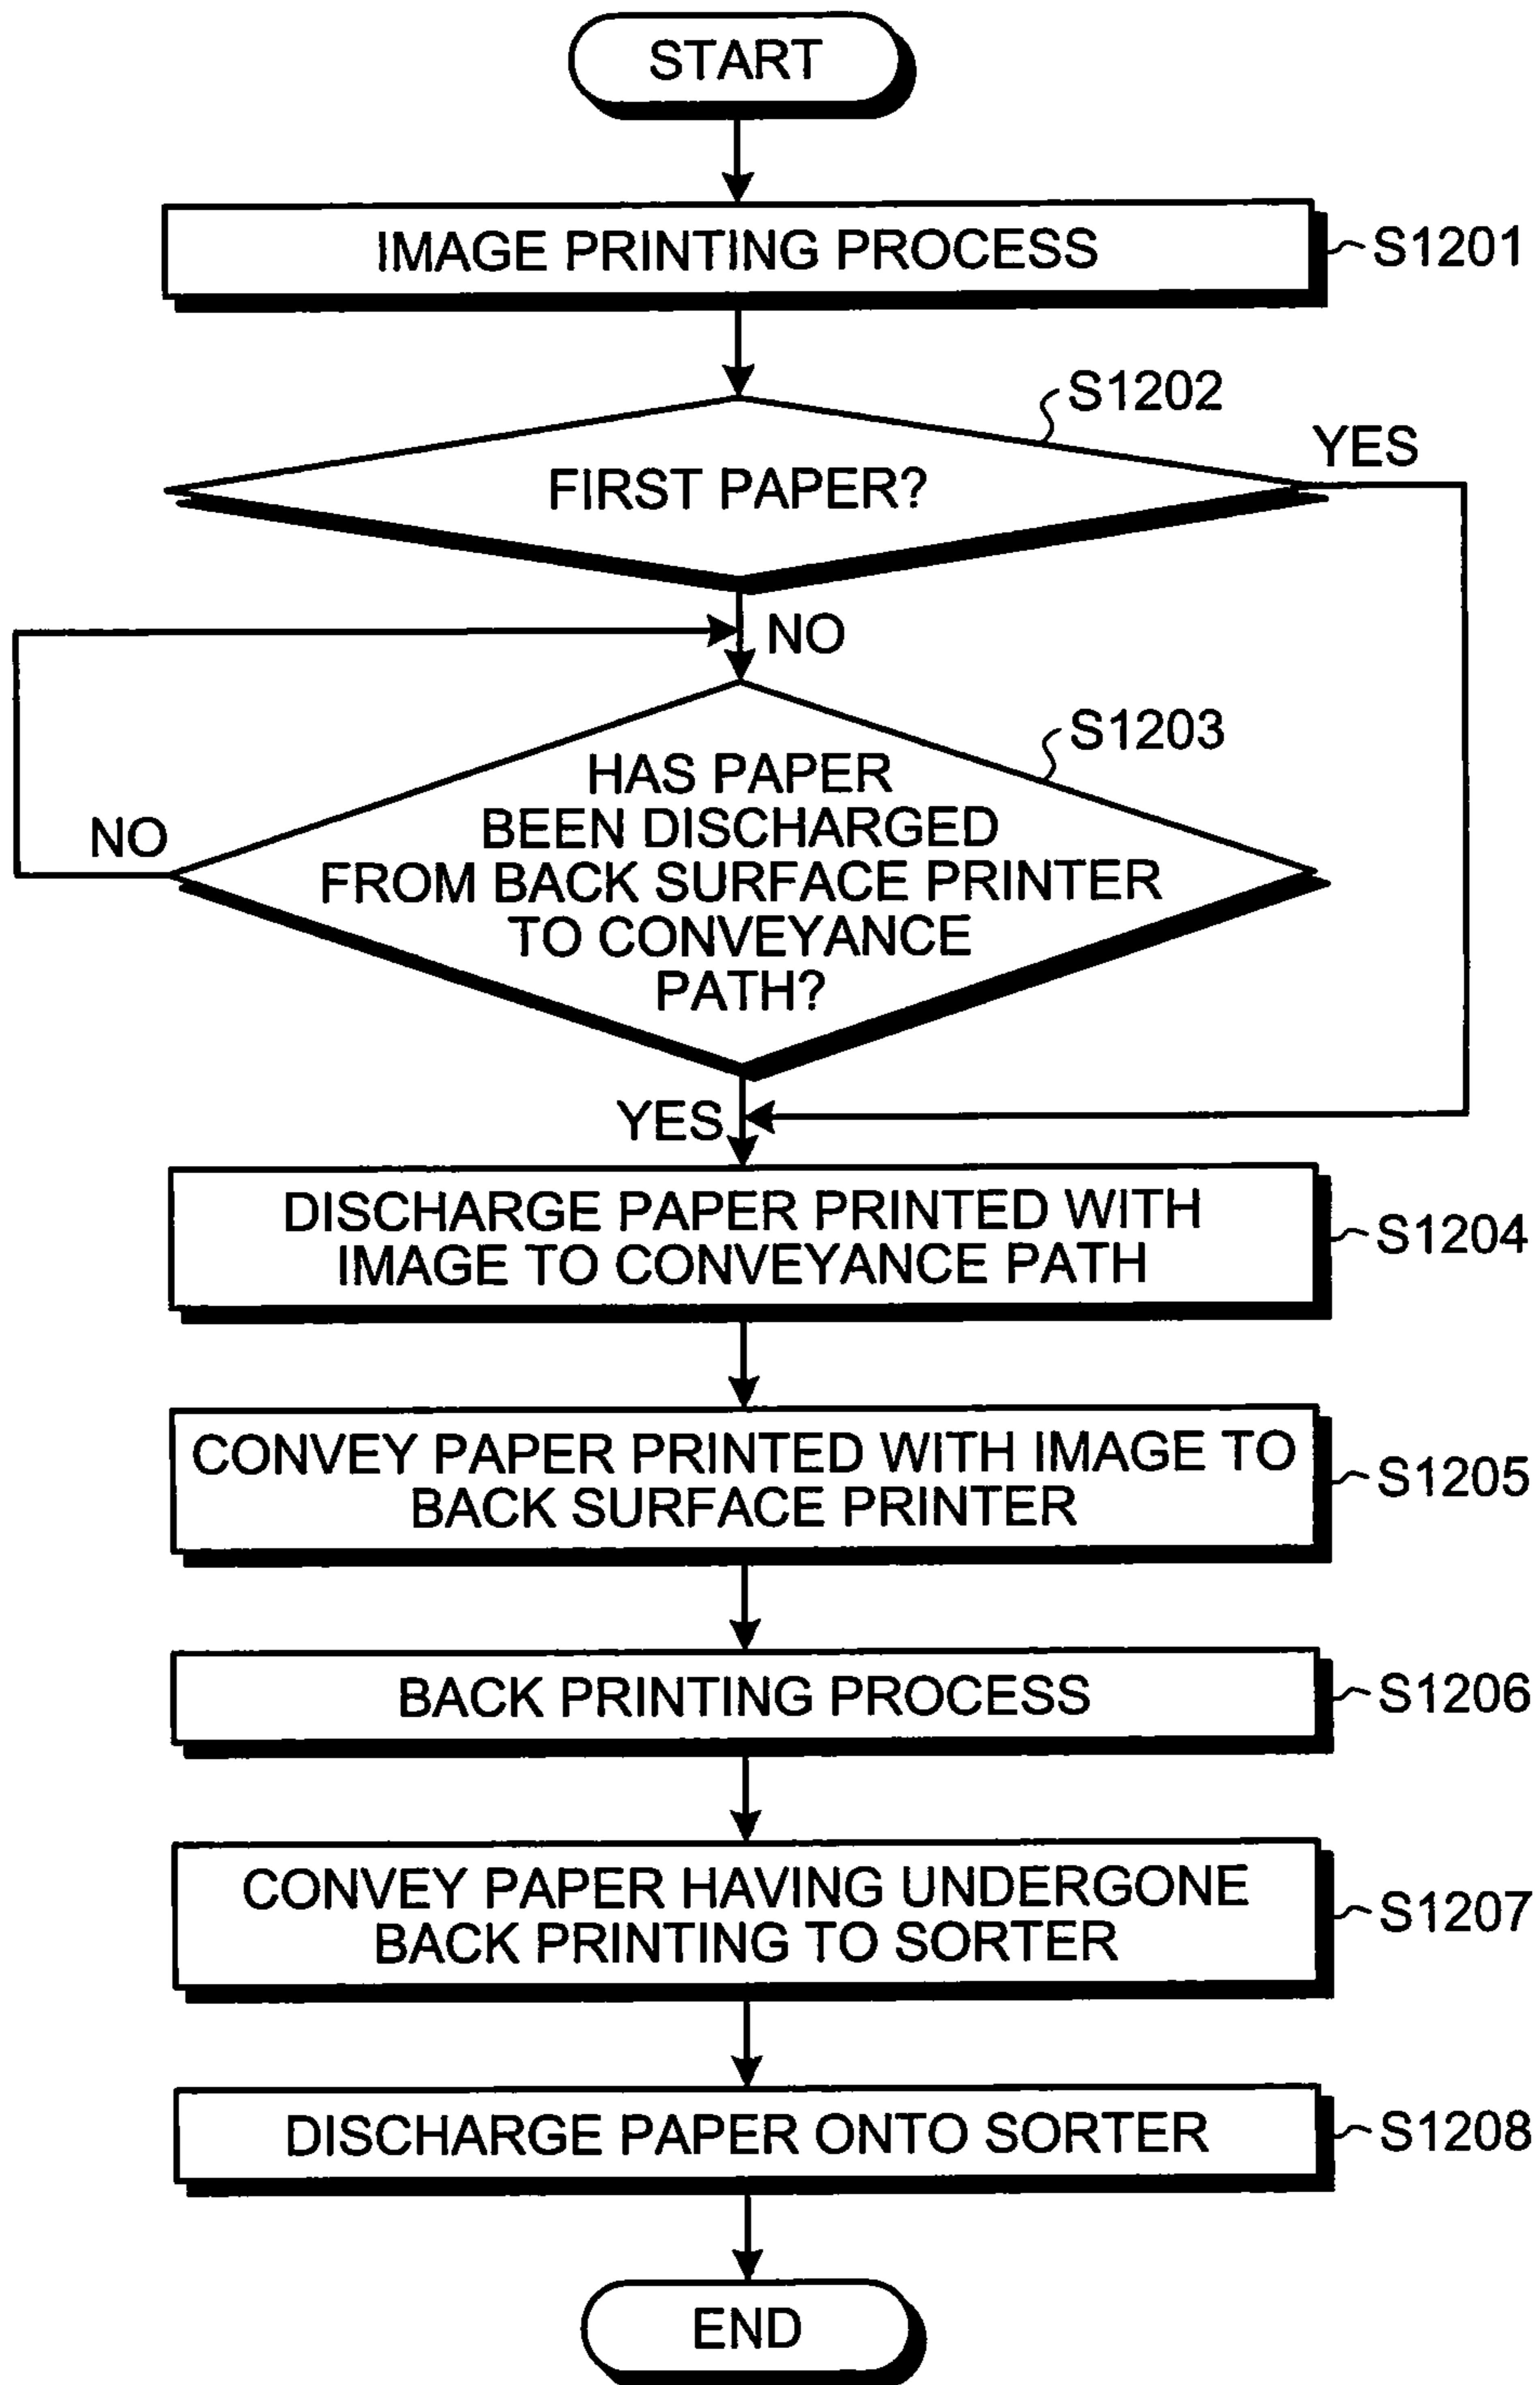 START
IMAGE PRINTING PROCESS
S1201
S1202
YES
FIRST PAPER?
NO
S1203
HAS PAPER
BEEN DISCHARGED
FROM BACK SURFACE PRINTER
TO CONVEYANCE
PATH?
NO
YES
DISCHARGE PAPER PRINTED WITH
IMAGE TO CONVEYANCE PATH
S1204
CONVEY PAPER PRINTED WITH IMAGE TO
BACK SURFACE PRINTER
S1205
BACK PRINTING PROCESS
S1206
CONVEY PAPER HAVING UNDERGONE
BACK PRINTING TO SORTER
S1207
DISCHARGE PAPER ONTO SORTER
S1208
END